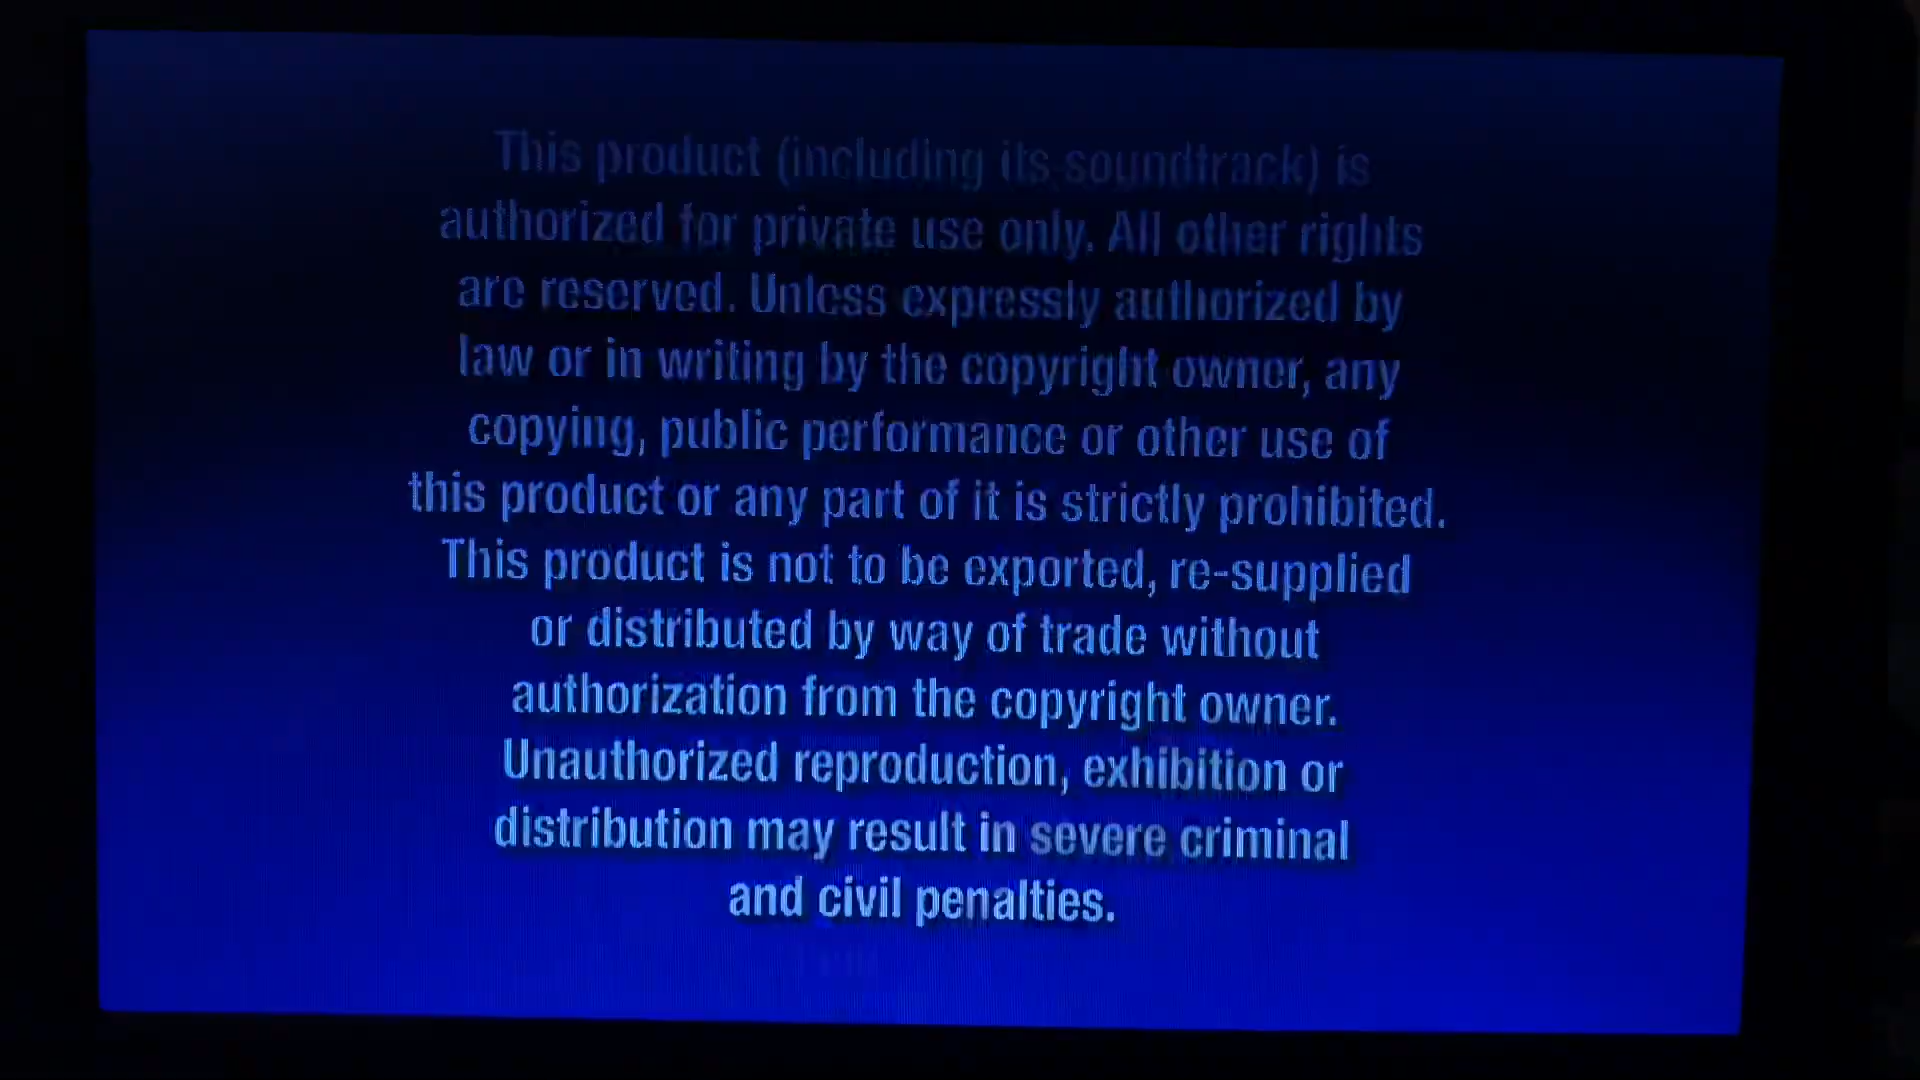 This product (including its soundtrack) is
authorized for private use only. All other rights
are reserved. Unless expressly authorized by
law or in writing by the copyright owner, any
copying, public performance or other use of
this product or any part of it is strictly prohibited.
This product is not to be exported, re-supplied
or distributed by way of trade without
authorization from the copyright owner.
Unauthorized reproduction, exhibition or
distribution may result in severe criminal
and civil penalties.